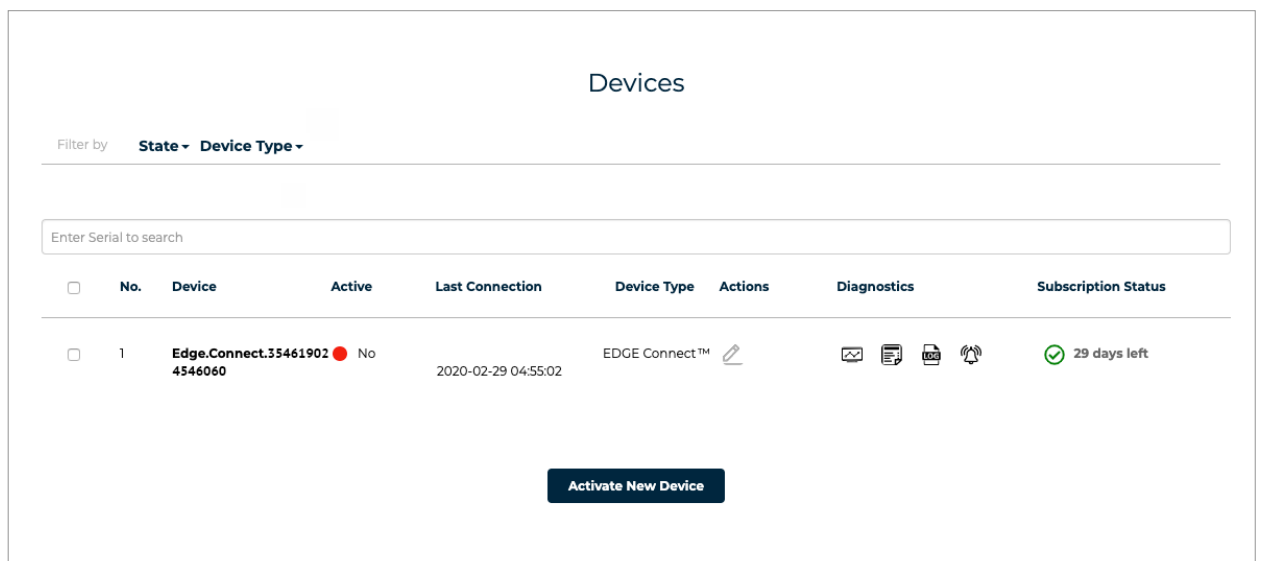 Devices
Filter by State Device Type
Enter Serial to search
No. Device Active Last Connection Device Type Actions Diagnostics Subscription Status
1 Edge.Connect.35461902 No EDGE Connect™ LOG 29 days left
4546060 2020-02-29 04:55:02
Activate New Device